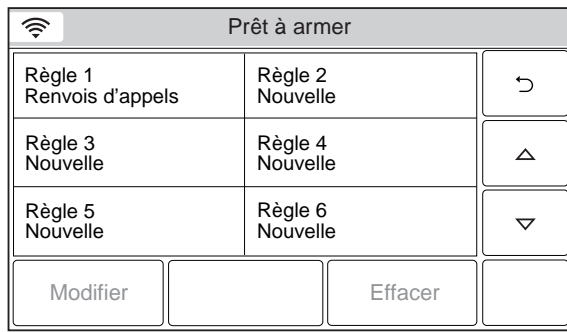 Prêt à armer
Règle 1
Renvois d'appels
Règle 2
Nouvelle
Règle 3
Nouvelle
Règle 4
Nouvelle
Règle 5
Nouvelle
Règle 6
Nouvelle
Modifier
Effacer